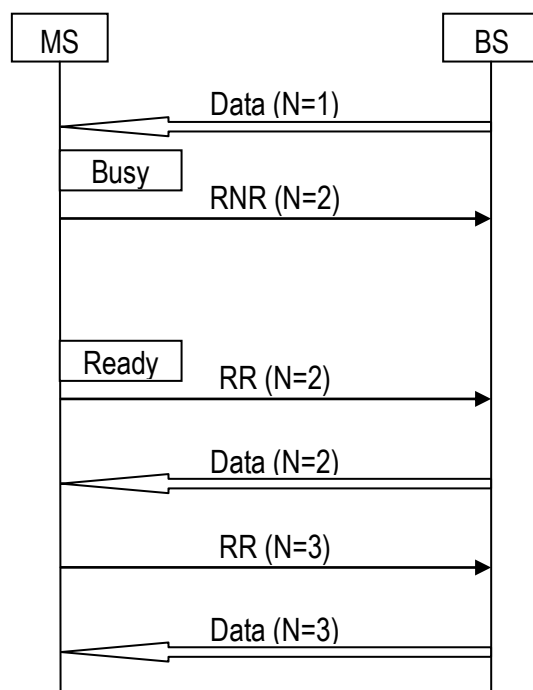 MS
BS
Data (N=1)
Busy
RNR (N=2)
Ready
RR (N=2)
Data (N=2)
RR (N=3)
Data (N=3)